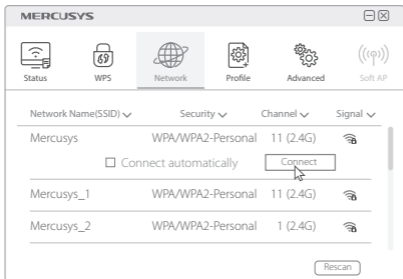 MERCUSYS
Status WPS Network Profile Advanced Soft AP
Network Name(SSID) Security Channel Signal
Mercusys WPA/WPA2-Personal 11 (2.4G)
Connect automatically Connect
Mercusys_1 WPA/WPA2-Personal 11 (2.4G)
Mercusys_2 WPA/WPA2-Personal 1 (2.4G)
Rescan